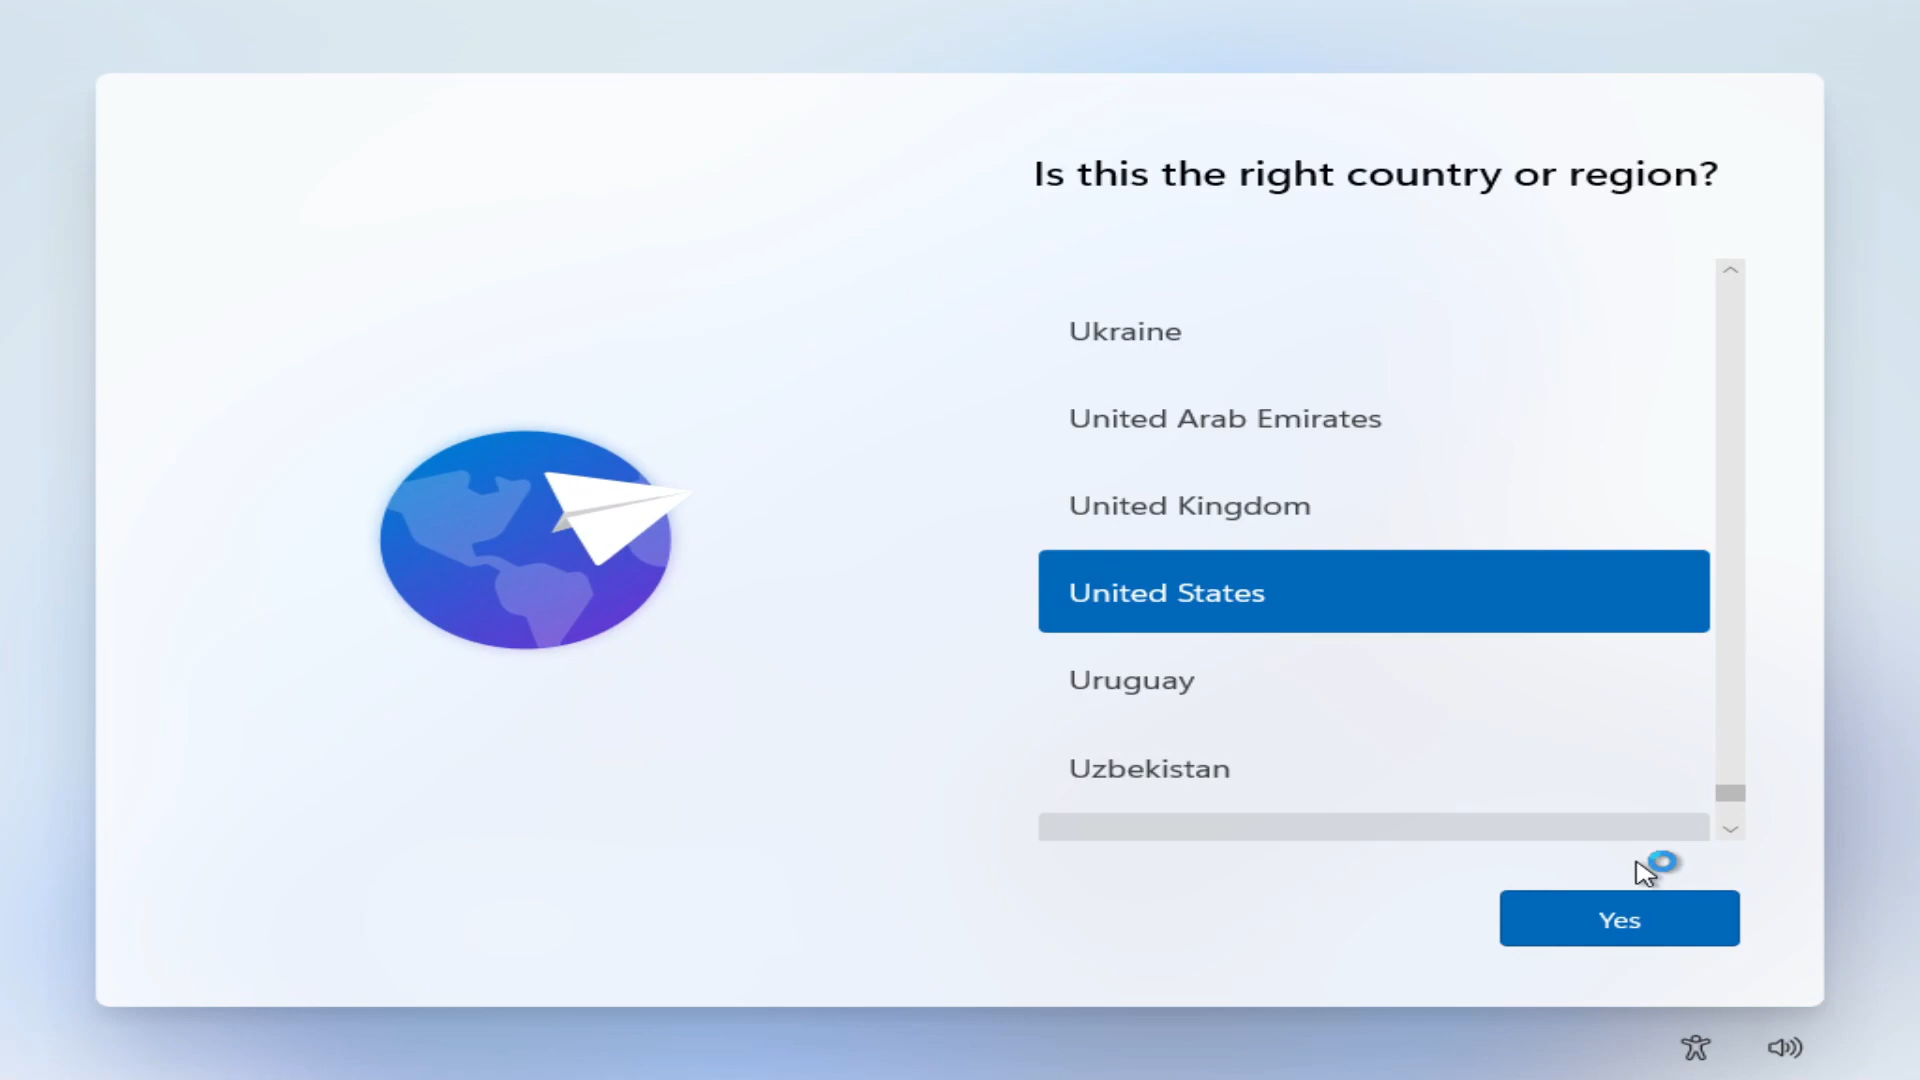 Is this the right country or region?
Ukraine
United Arab Emirates
United Kingdom
United States
Uruguay
Uzbekistan
Yes